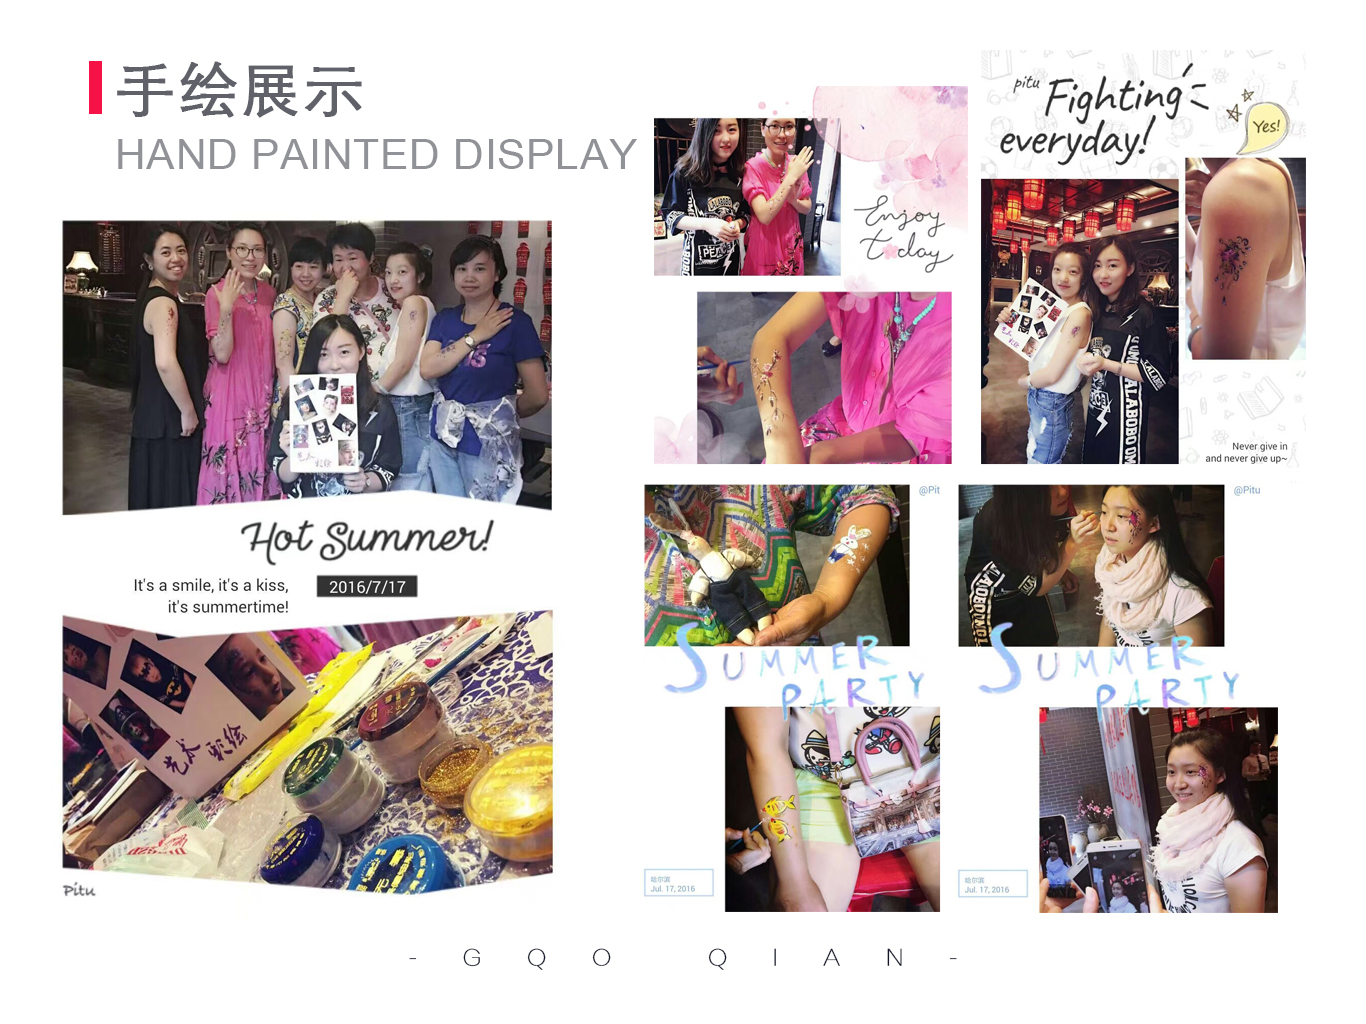 手绘展示
HAND PAINTED DISPLAY
Hot Summer!
It's a smile, it's a kiss,
it's summertime!
2016/7/17
艺术 彩绘
Pitu
Enjoy
today
pitu
Fighting
everyday!
Yes!
Never give in
and never give up~
@Pit
SUMMER
PARTY
哈尔滨
Jul. 17, 2016
@Pitu
SUMMER
PARTY
哈尔滨
Jul. 17, 2016
- GQO QIAN -